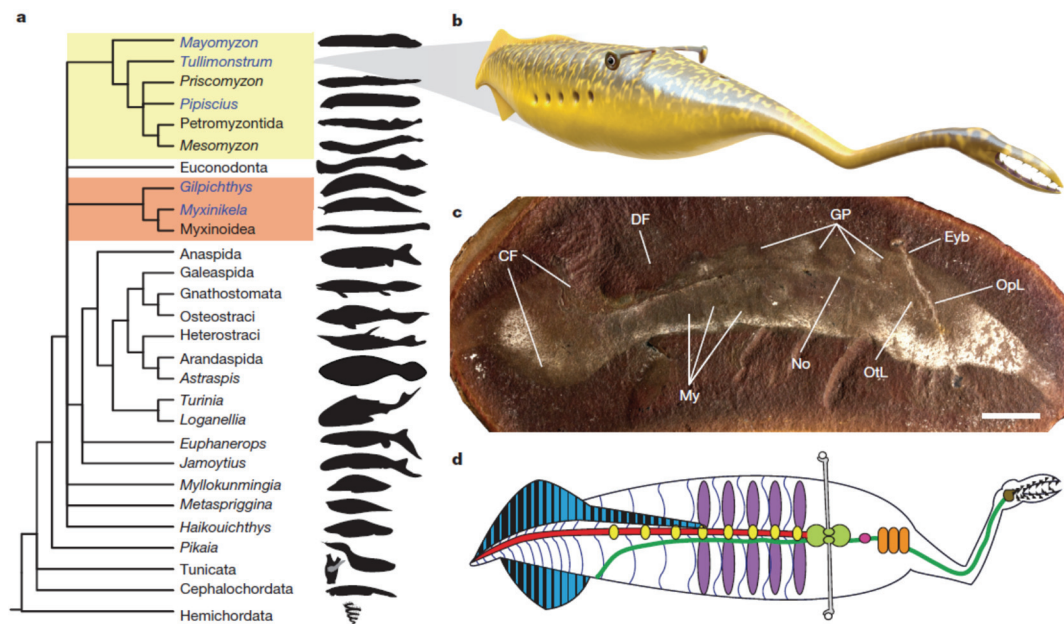 a
Mayomyzon
Tullimonstrum
Priscomyzon
Pipiscius
Petromyzontida
Mesomyzon
Euconodonta
Gilpichthys
Myxinikela
Myxinoidea
Anaspida
Galeaspida
Gnathostomata
Osteostraci
Heterostraci
Arandaspida
Astraspis
Turinia
Loganellia
Euphanerops
Jamoytius
Myllokunmingia
Metaspriggina
Haikouichthys
Pikaia
Tunicata
Cephalochordata
Hemichordata
b
c
DF
GP
Eyb
CF
OpL
No
OtL
My
d